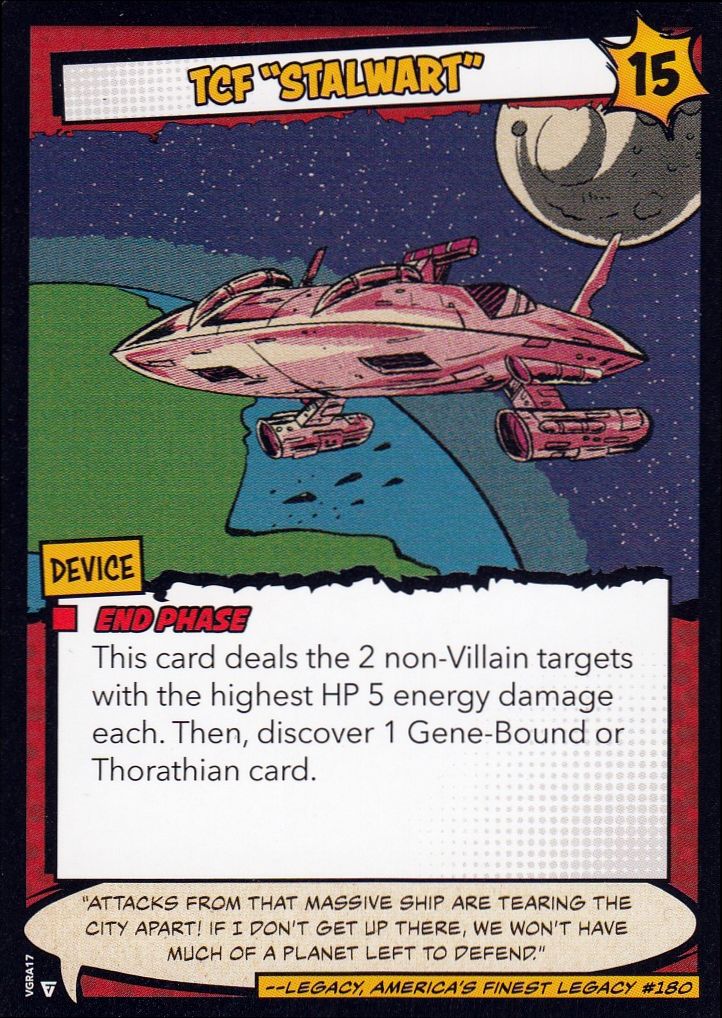 TCF "STALWART"
15
DEVICE
END PHASE
This card deals the 2 non-Villain targets
with the highest HP 5 energy damage
each. Then, discover 1 Gene-Bound or
Thorathian card.
"ATTACKS FROM THAT MASSIVE SHIP ARE TEARING THE
CITY APART! IF I DON'T GET UP THERE, WE WON'T HAVE
MUCH OF A PLANET LEFT TO DEFEND."
--LEGACY, AMERICA'S FINEST LEGACY #180
VGRA17